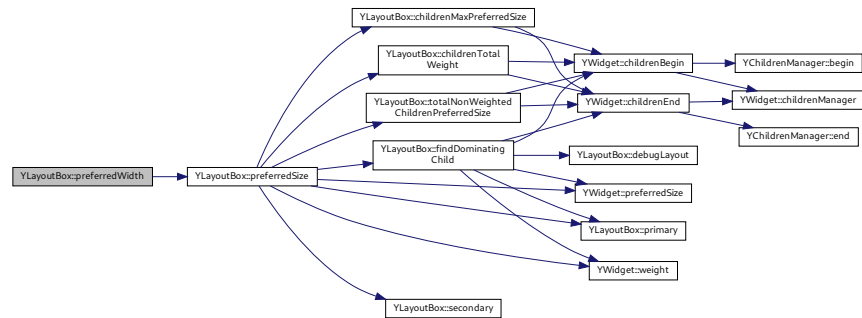 YLayoutBox::preferredWidth
YLayoutBox::preferredSize
YLayoutBox::childrenMaxPreferredSize
YLayoutBox::childrenTotal
Weight
YLayoutBox::totalNonWeighted
ChildrenPreferredSize
YLayoutBox::findDominating
Child
YLayoutBox::secondary
YWidget::childrenBegin
YWidget::childrenEnd
YLayoutBox::debugLayout
YWidget::preferredSize
YLayoutBox::primary
YWidget::weight
YChildrenManager::begin
YWidget::childrenManager
YChildrenManager::end